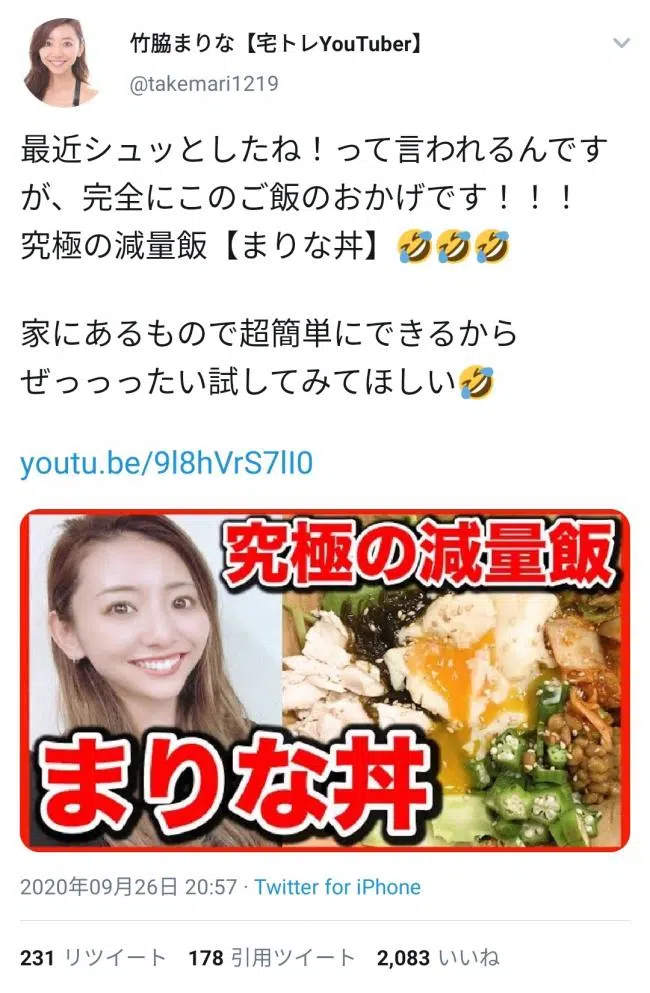 竹脇まりな【宅トレYouTuber】
@takemari1219
最近シュッとしたね！って言われるんです
が、完全にこのご飯のおかげです！！！
究極の減量飯【まりな丼】🤣🤣🤣
家にあるもので超簡単にできるから
ぜっっったい試してみてほしい🤣
youtu.be/9l8hVrS7lI0
究極の減量飯
まりな丼
2020年09月26日 20:57 · Twitter for iPhone
231 リツイート 178 引用ツイート 2,083 いいね